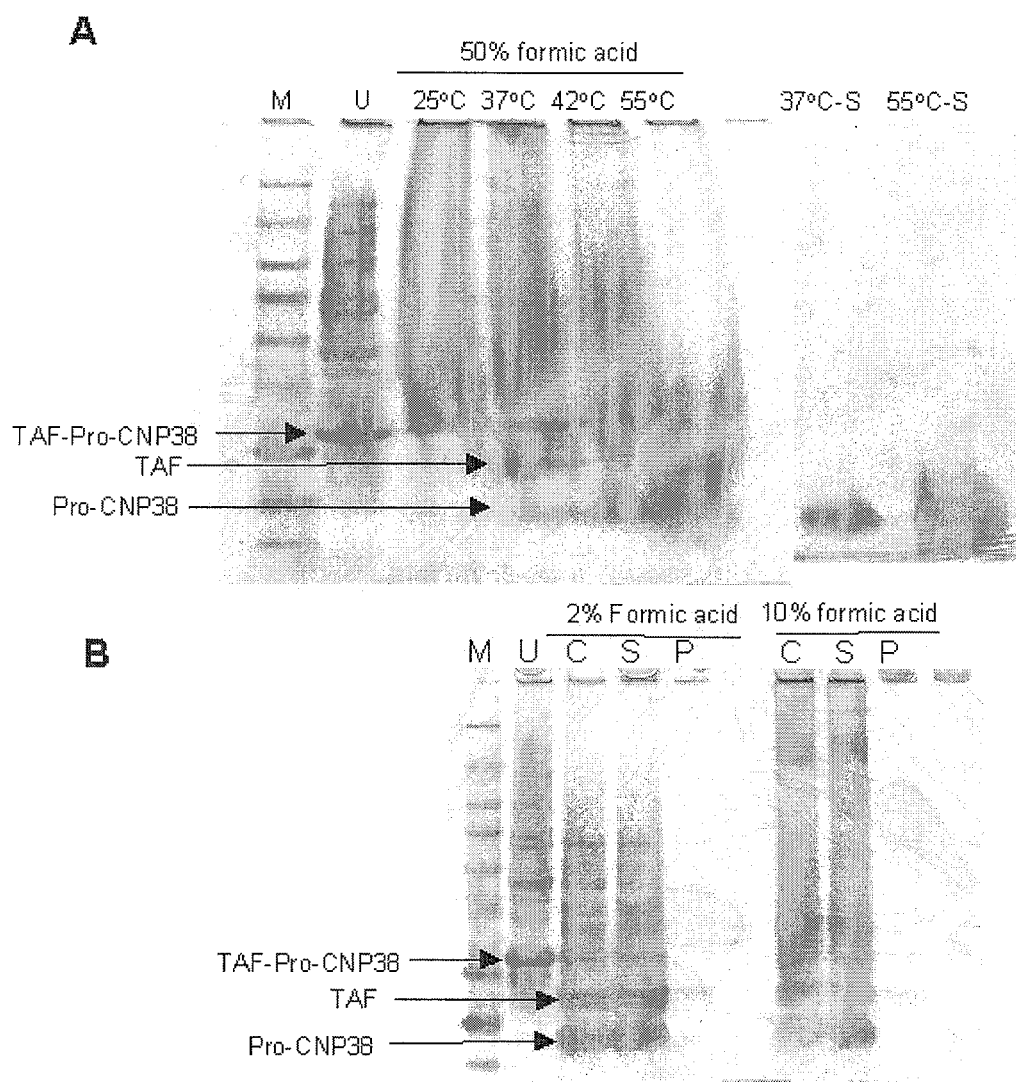 A
50% formic acid
M U 25°C 37°C 42°C 55°C 37°C-S 55°C-S
TAF-Pro-CNP38
TAF
Pro-CNP38
B
2% Formic acid 10% formic acid
M U C S P C S P
TAF-Pro-CNP38
TAF
Pro-CNP38